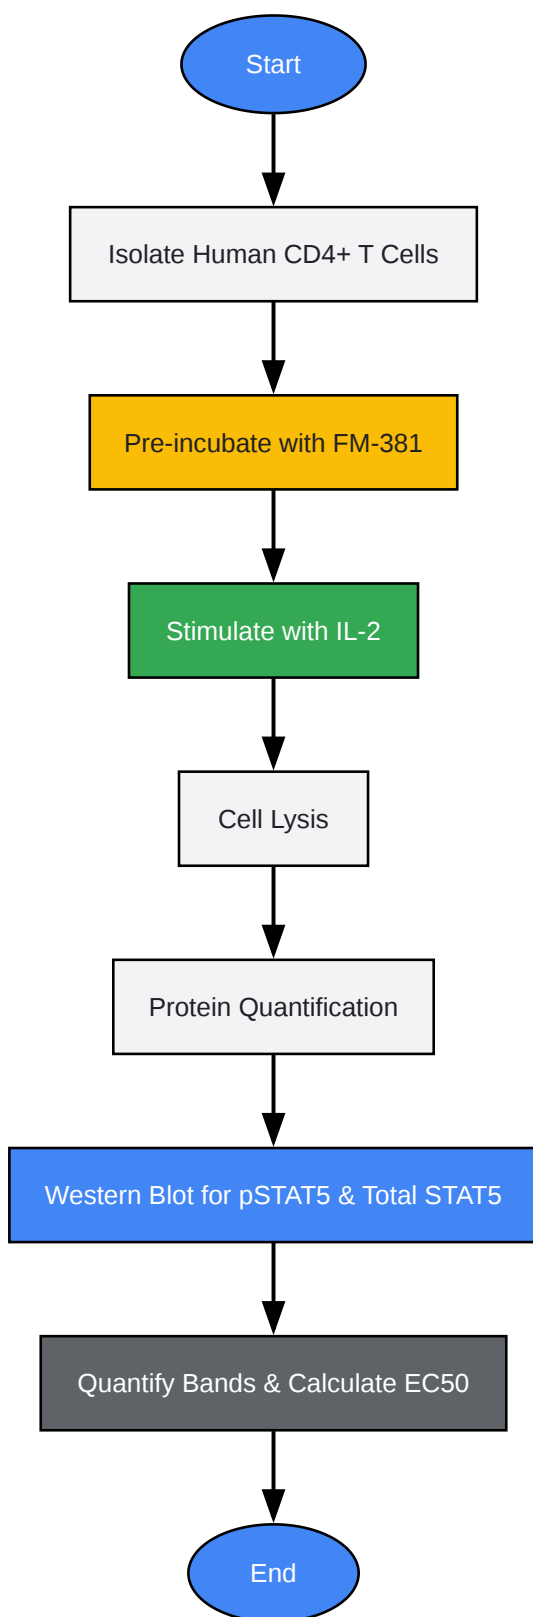 Start
Isolate Human CD4+ T Cells
Pre-incubate with FM-381
Stimulate with IL-2
Cell Lysis
Protein Quantification
Western Blot for pSTAT5 & Total STAT5
Quantify Bands & Calculate EC50
End